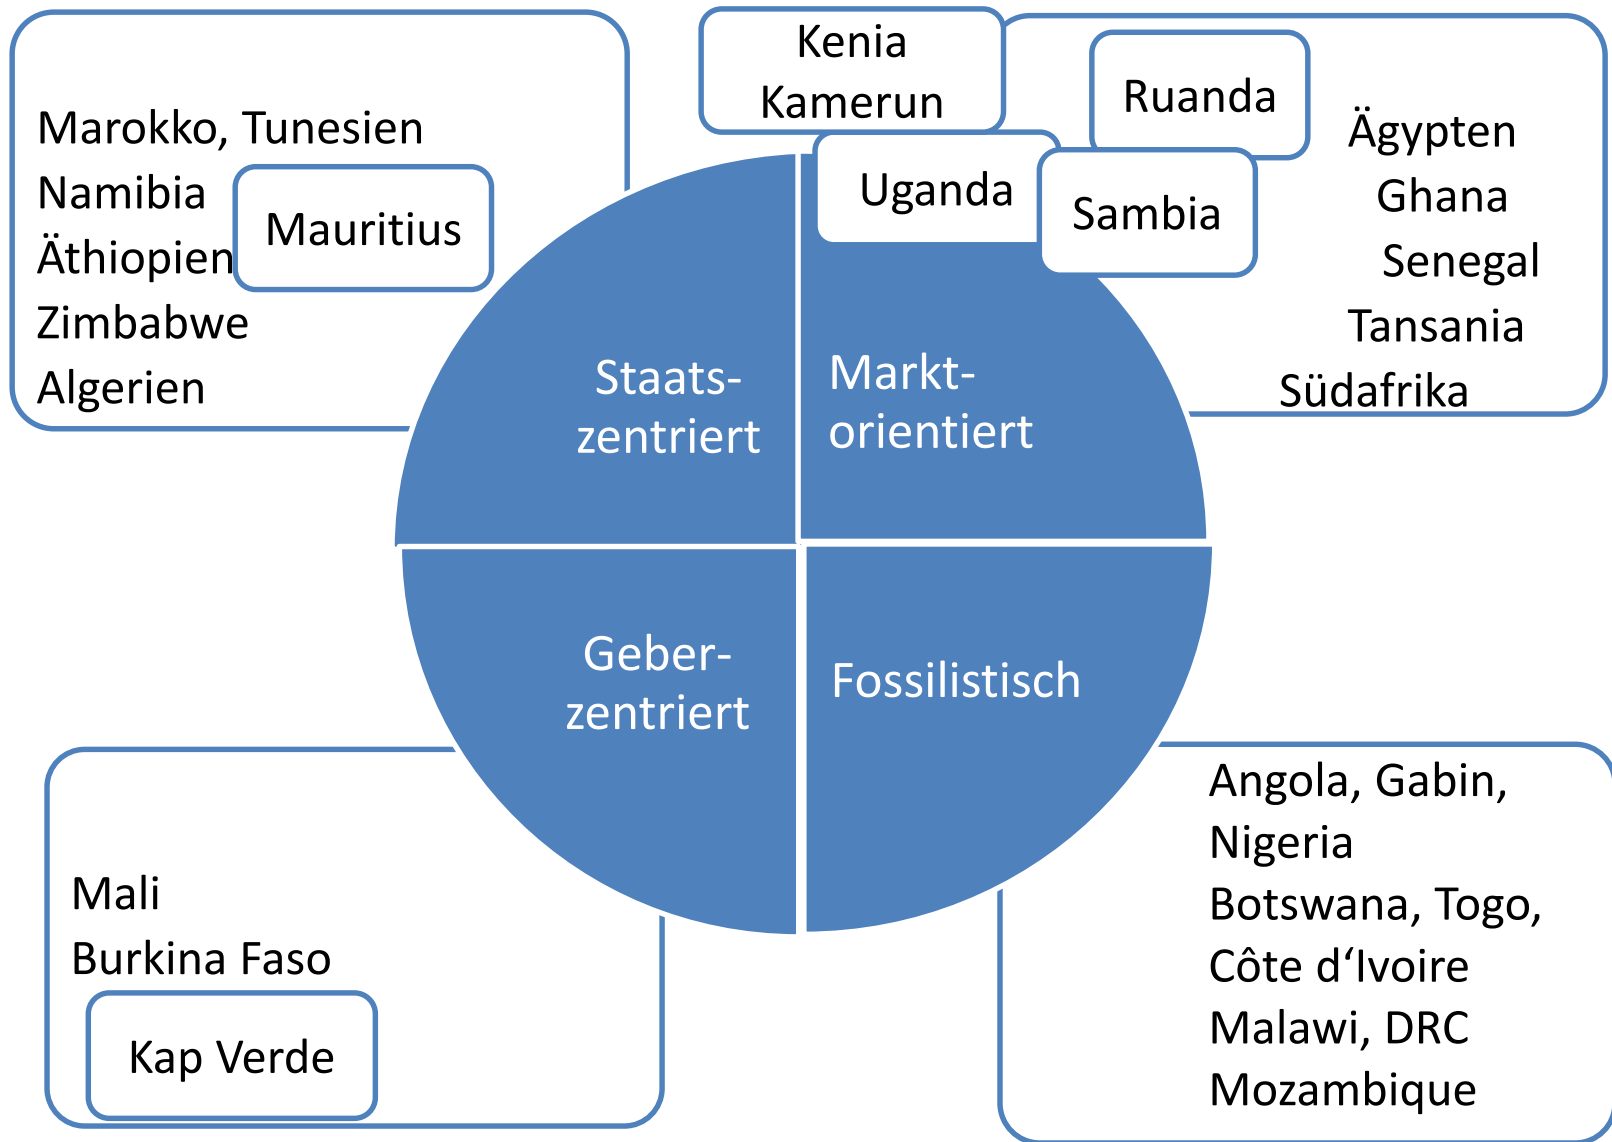 Marokko, Tunesien
Namibia
Äthiopien
Zimbabwe
Algerien
Mauritius
Kenia
Kamerun
Uganda
Ruanda
Sambia
Ägypten
Ghana
Senegal
Tansania
Südafrika
Staats-
zentriert
Markt-
orientiert
Geber-
zentriert
Fossilistisch
Mali
Burkina Faso
Kap Verde
Angola, Gabin,
Nigeria
Botswana, Togo,
Côte d‘Ivoire
Malawi, DRC
Mozambique